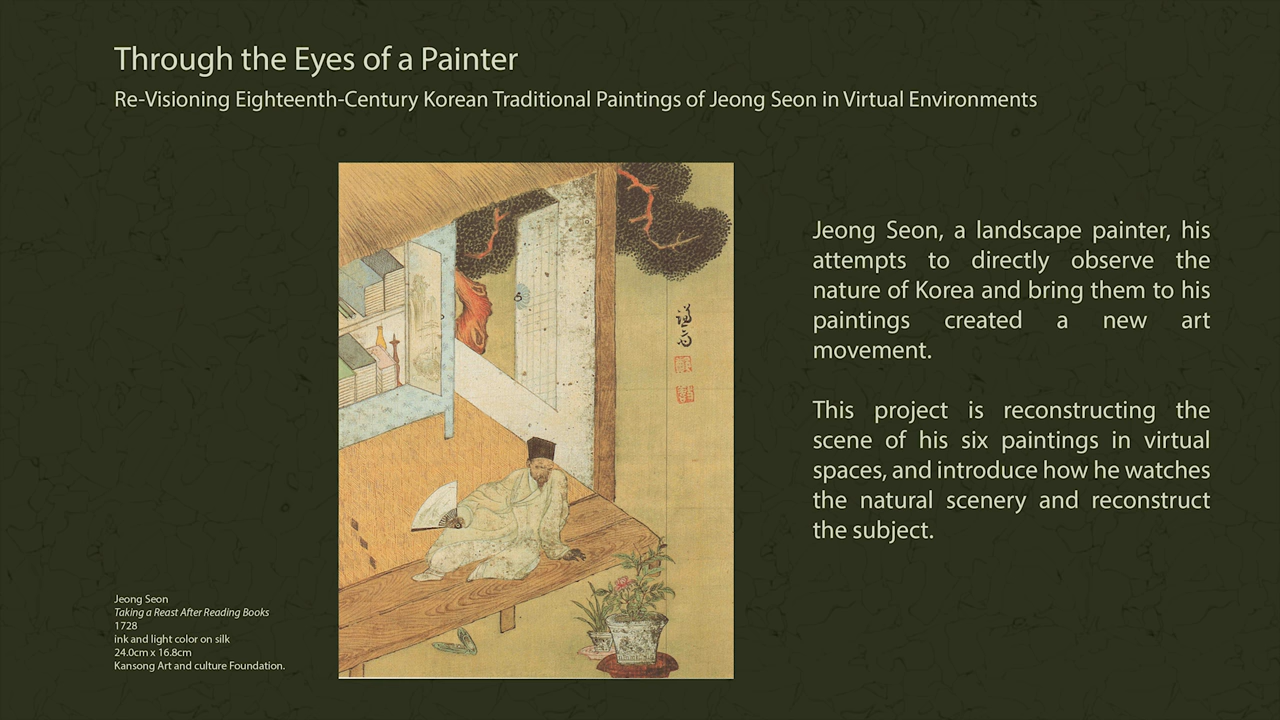 Through the Eyes of a Painter
Re-Visioning Eighteenth-Century Korean Traditional Paintings of Jeong Seon in Virtual Environments
Jeong Seon, a landscape painter, his
attempts to directly observe the
nature of Korea and bring them to his
paintings created a new art
movement.
This project is reconstructing the
scene of his six paintings in virtual
spaces, and introduce how he watches
the natural scenery and reconstruct
the subject.
Jeong Seon
Taking a Reast After Reading Books
1728
ink and light color on silk
24.0cm x 16.8cm
Kansong Art and culture Foundation.